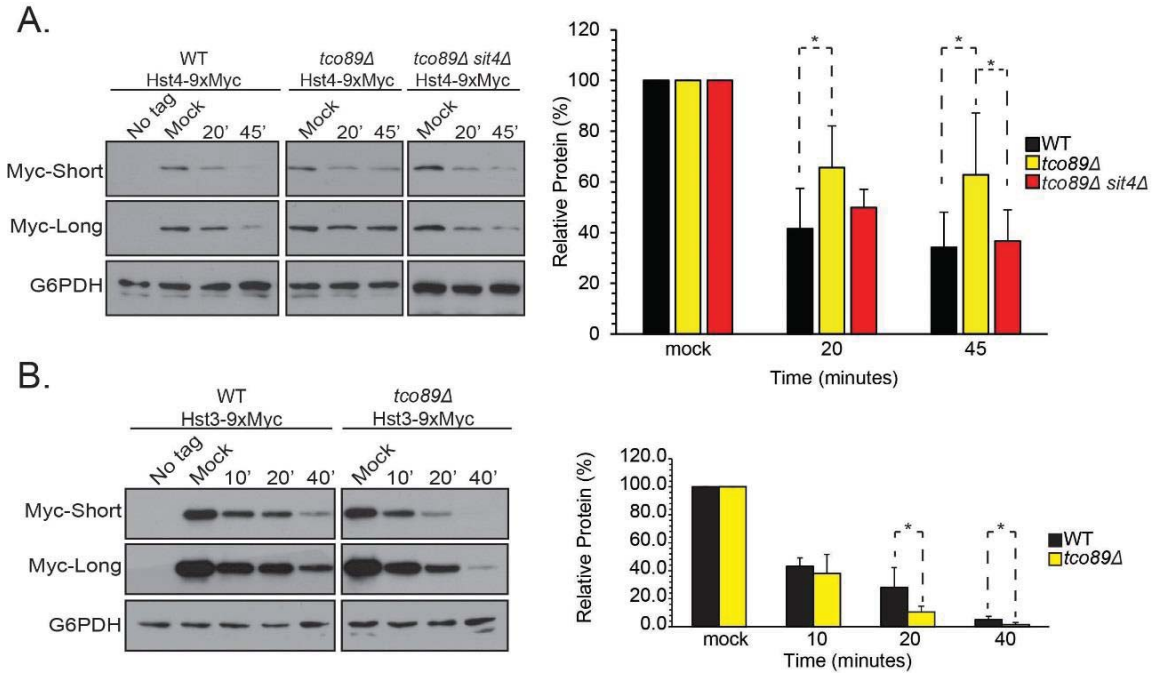 A.
WT
Hst4-9xMyc
tco89Δ
Hst4-9xMyc
tco89Δ sit4Δ
Hst4-9xMyc
No tag
Mock
20’
45’
Mock
20’
45’
Mock
20’
45’
Myc-Short
Myc-Long
G6PDH
Relative Protein (%)
120
100
80
60
40
20
0
*
*
*
mock
20
45
Time (minutes)
WT
tco89Δ
tco89Δ sit4Δ
B.
WT
Hst3-9xMyc
tco89Δ
Hst3-9xMyc
No tag
Mock
10’
20’
40’
Mock
10’
20’
40’
Myc-Short
Myc-Long
G6PDH
Relative Protein (%)
120.0
100.0
80.0
60.0
40.0
20.0
0.0
*
*
mock
10
20
40
Time (minutes)
WT
tco89Δ